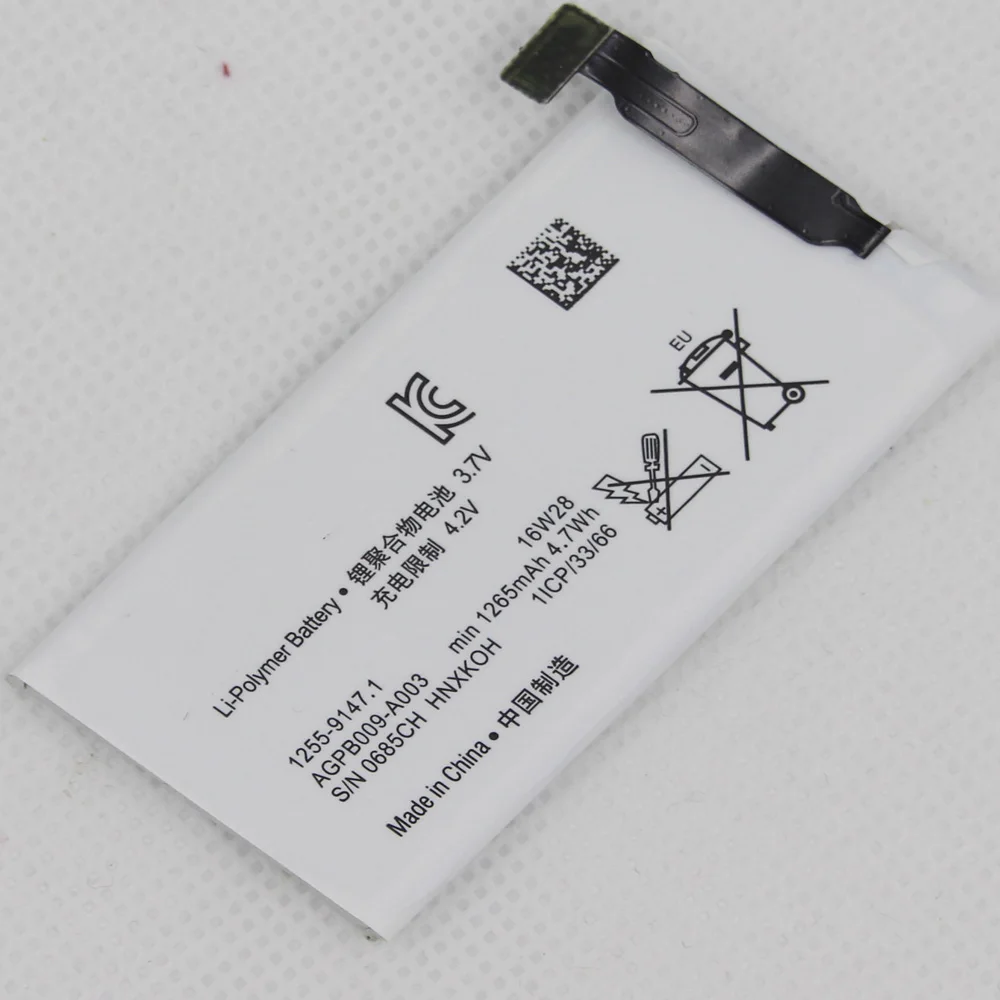 EU
Li-Polymer Battery • 锂聚合物电池 3.7V
充电限制 4.2V
16W28
1255-9147.1 min 1265mAh 4.7Wh
AGPB009-A003 1ICP/33/66
S/N 0685CH HNXKOH
Made in China • 中国制造